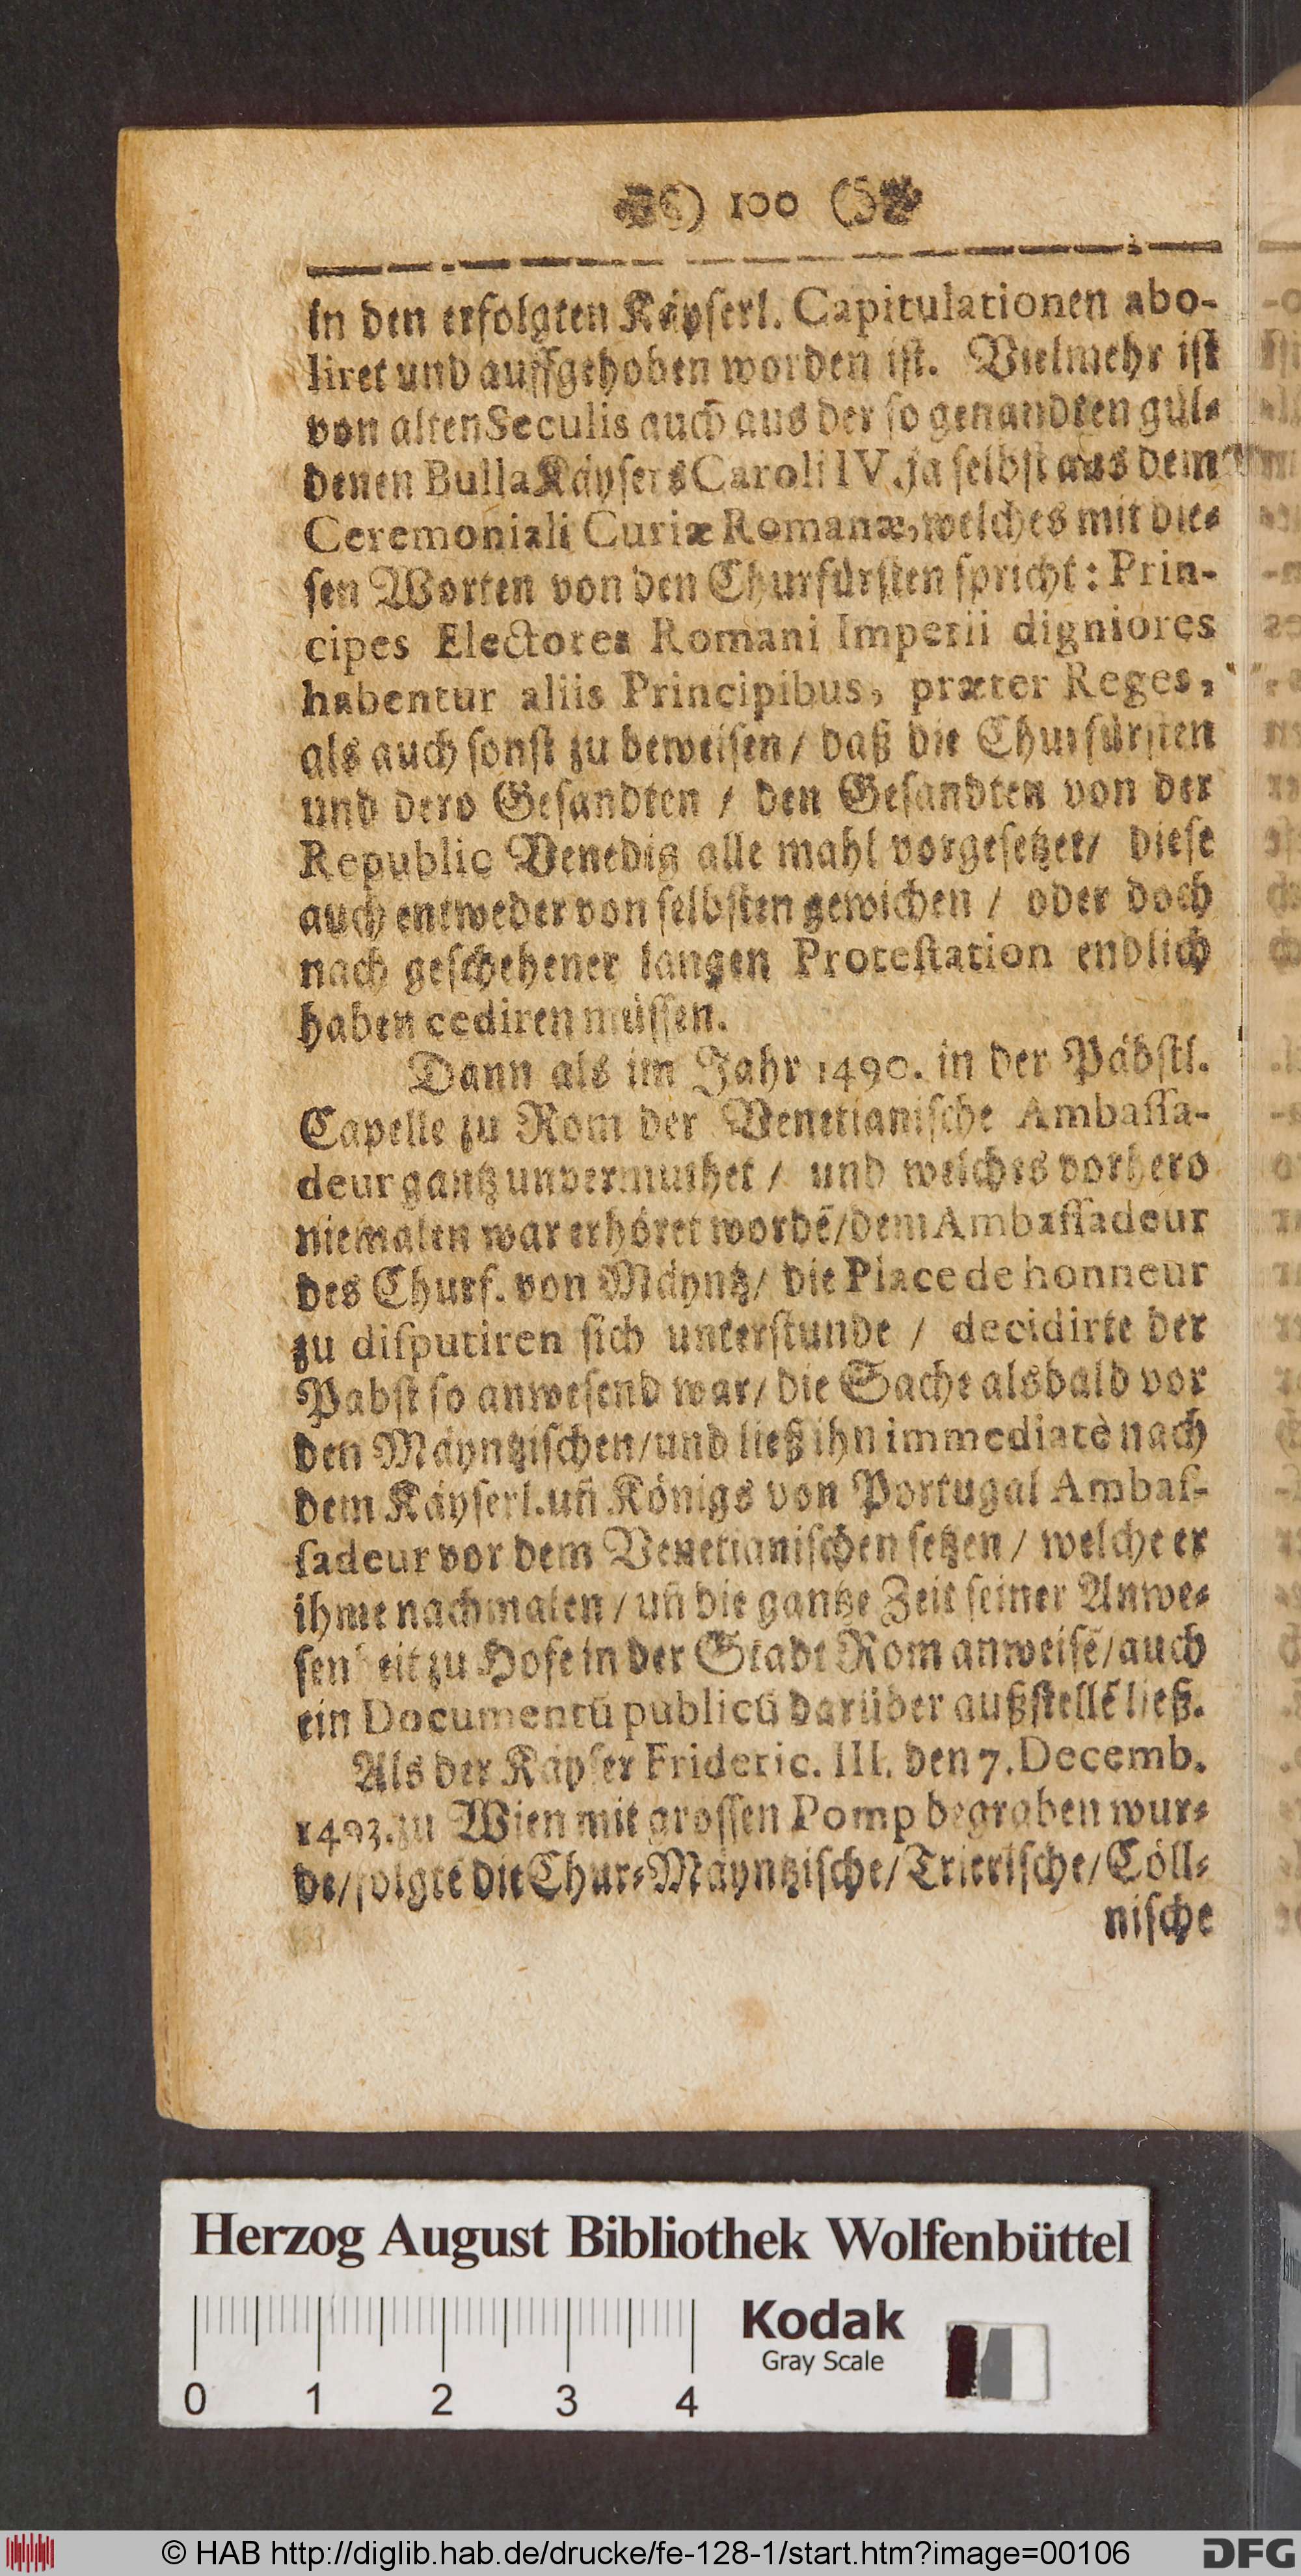 ) 100 (
in den erfolgten Käyserl. Capitulationen abo-
liret und auffgehoben worden ist. Vielmehr ist
von alten Seculis auch aus der so genandten gül-
denen Bulla Käysers Caroli IV. ja selbst aus dem
Ceremoniali Curiæ Romanæ, welches mit die-
sen Worten von den Churfürsten spricht: Prin-
cipes Electores Romani Imperii digniores
habentur aliis Principibus, præter Reges,
als auch sonst zu beweisen / daß die Churfürsten
und dero Gesandten / den Gesandten von der
Republic Venedig alle mahl vorgesetzet / diese
auch entweder von selbsten gewichen / oder doch
nach geschehener langen Protestation endlich
haben cediren müssen.
Dann als im Jahr 1490. in der Päbstl.
Capelle zu Rom der Venetianische Ambassa-
deur gantz unvermuthet / und welches vorhero
niemalen war erhöret wordē / dem Ambassadeur
des Churf. von Mäyntz / die Place de honneur
zu disputiren sich unterstunde / decidirte der
Pabst so anwesend war / die Sache alsbald vor
den Mäyntzischen / und ließ ihn immediatè nach
dem Käyserl. un̄ Königs von Portugal Ambas-
sadeur vor dem Venetianischen setzen / welche er
ihme nachmalen / un̄ die gantze Zeit seiner Anwe-
senheit zu Hofe in der Stadt Rom anweisē / auch
ein Documentū publicū darüber außstellē ließ.
Als der Käyser Frideric. III. den 7. Decemb.
1493. zu Wien mit grossen Pomp begraben wur-
de / folgte die Chur-Mäyntzische / Trierische / Cöll-
nische
Herzog August Bibliothek Wolfenbüttel
Kodak
Gray Scale
0 1 2 3 4
© HAB http://diglib.hab.de/drucke/fe-128-1/start.htm?image=00106
DFG